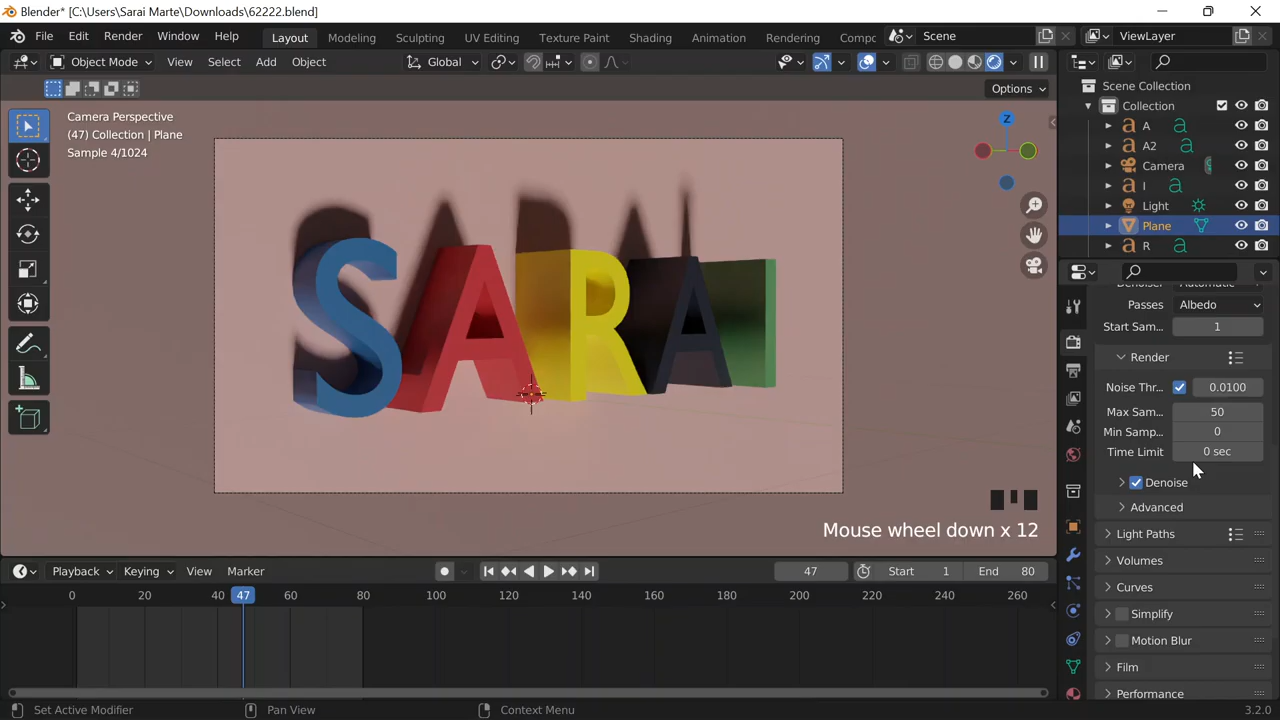 Blender* [C:\Users\Sarai Marte\Downloads\62222.blend]
File Edit Render Window Help Layout Modeling Sculpting UV Editing Texture Paint Shading Animation Rendering Compc Scene ViewLayer
Object Mode View Select Add Object Global
Options
Camera Perspective
(47) Collection | Plane
Sample 4/1024
Z
SARAI
Mouse wheel down x 12
Scene Collection
Collection
A
A2
Camera
I
Light
Plane
R
Denoiser Automatic
Passes Albedo
Start Sam... 1
Render
Noise Thr... 0.0100
Max Sam... 50
Min Samp... 0
Time Limit 0 sec
Denoise
Advanced
Light Paths
Volumes
Curves
Simplify
Motion Blur
Film
Performance
Playback Keying View Marker 47 Start 1 End 80
0 20 40 47 60 80 100 120 140 160 180 200 220 240 260
Set Active Modifier Pan View Context Menu 3.2.0